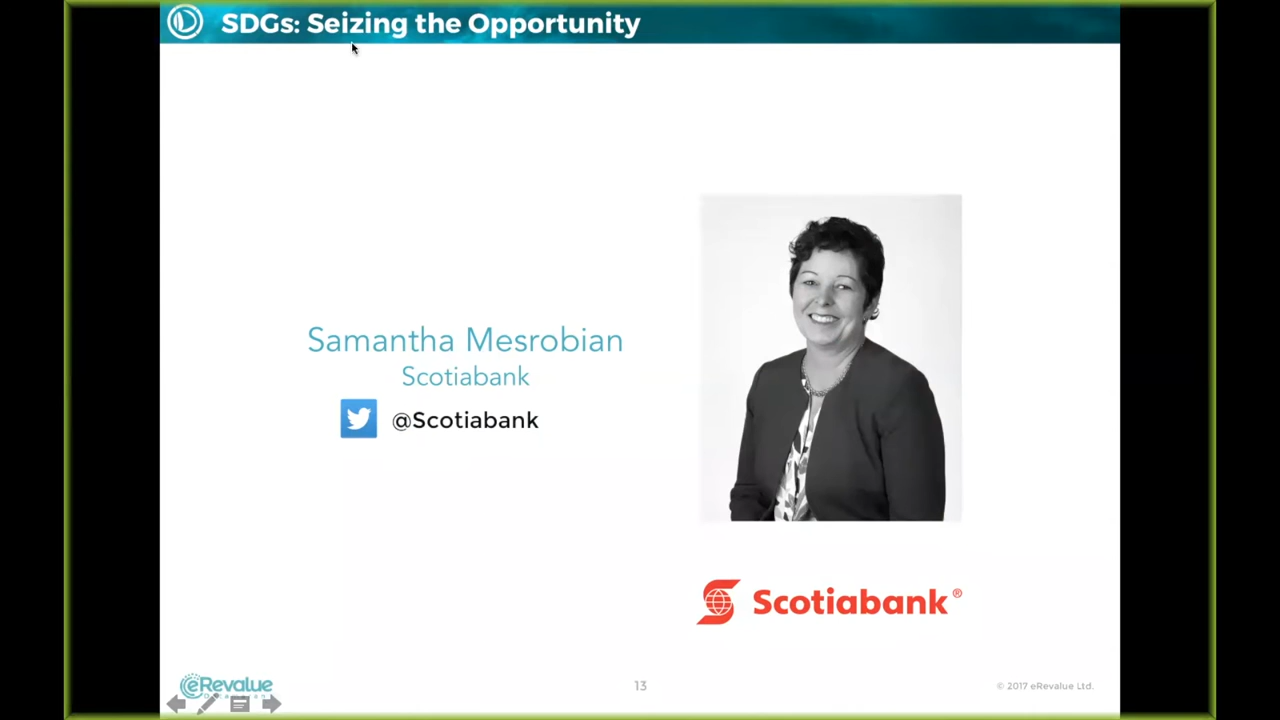 SDGs: Seizing the Opportunity
Samantha Mesrobian
Scotiabank
@Scotiabank
Scotiabank ®
eRevalue
13
© 2017 eRevalue Ltd.